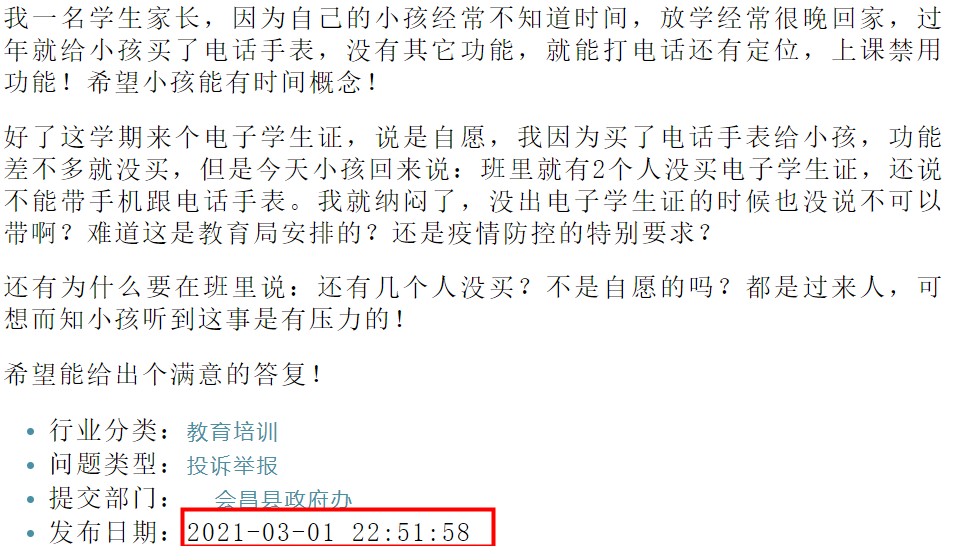 我一名学生家长，因为自己的小孩经常不知道时间，放学经常很晚回家，过
年就给小孩买了电话手表，没有其它功能，就能打电话还有定位，上课禁用
功能！希望小孩能有时间概念！
好了这学期来个电子学生证，说是自愿，我因为买了电话手表给小孩，功能
差不多就没买，但是今天小孩回来说：班里就有2个人没买电子学生证，还说
不能带手机跟电话手表。我就纳闷了，没出电子学生证的时候也没说不可以
带啊？难道这是教育局安排的？还是疫情防控的特别要求？
还有为什么要在班里说：还有几个人没买？不是自愿的吗？都是过来人，可
想而知小孩听到这事是有压力的！
希望能给出个满意的答复！
行业分类：教育培训
问题类型：投诉举报
提交部门：会昌县政府办
发布日期：2021-03-01 22:51:58